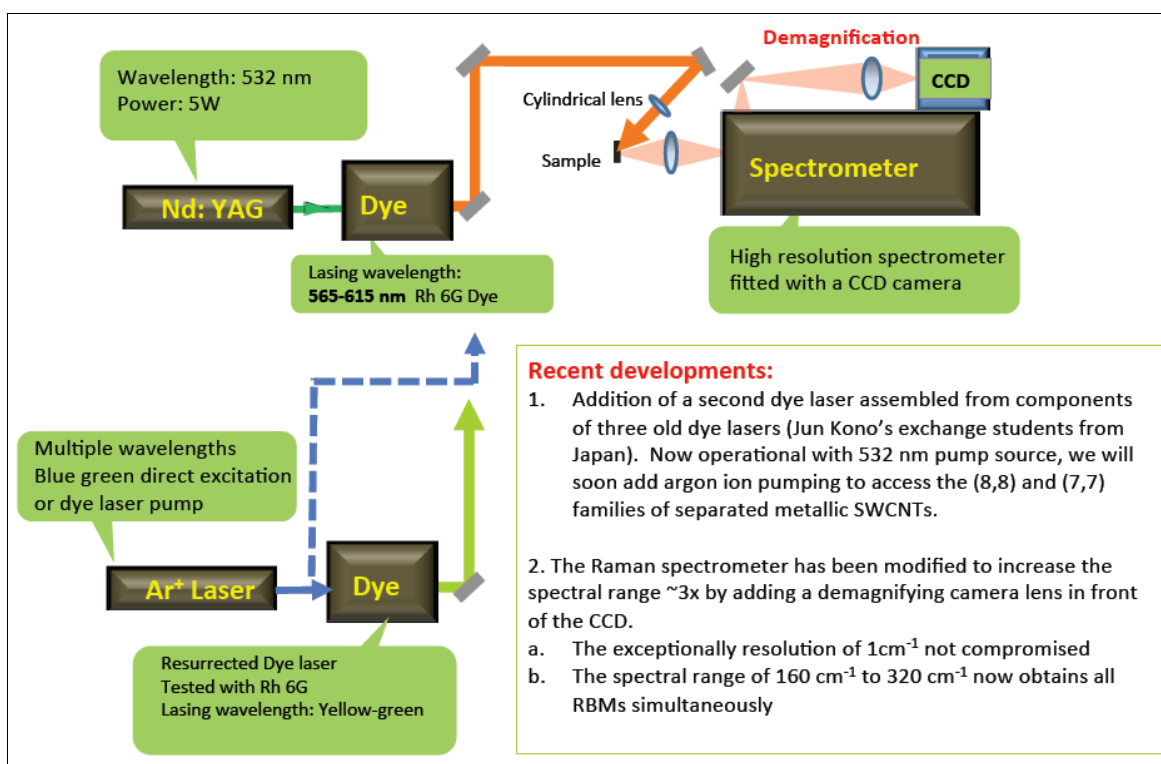 Demagnification
Wavelength: 532 nm
Power: 5W
CCD
Cylindrical lens
Sample
Spectrometer
Nd: YAG
Dye
Lasing wavelength:
565-615 nm  Rh 6G Dye
High resolution spectrometer
fitted with a CCD camera
Multiple wavelengths
Blue green direct excitation
or dye laser pump
Ar⁺ Laser
Dye
Resurrected Dye laser
Tested with Rh 6G
Lasing wavelength: Yellow-green
Recent developments:
1. Addition of a second dye laser assembled from components
of three old dye lasers (Jun Kono's exchange students from
Japan).  Now operational with 532 nm pump source, we will
soon add argon ion pumping to access the (8,8) and (7,7)
families of separated metallic SWCNTs.
2. The Raman spectrometer has been modified to increase the
spectral range ~3x by adding a demagnifying camera lens in front
of the CCD.
a. The exceptionally resolution of 1cm⁻¹ not compromised
b. The spectral range of 160 cm⁻¹ to 320 cm⁻¹ now obtains all
RBMs simultaneously